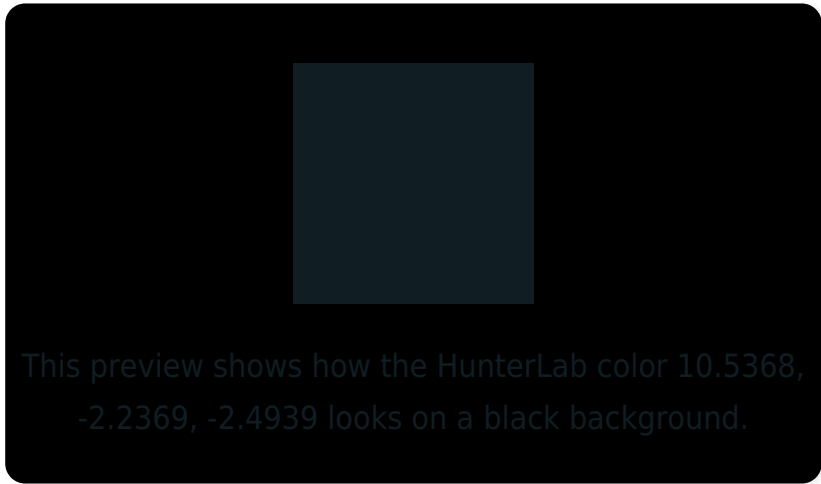 This preview shows how the HunterLab color 10.5368,
-2.2369, -2.4939 looks on a black background.